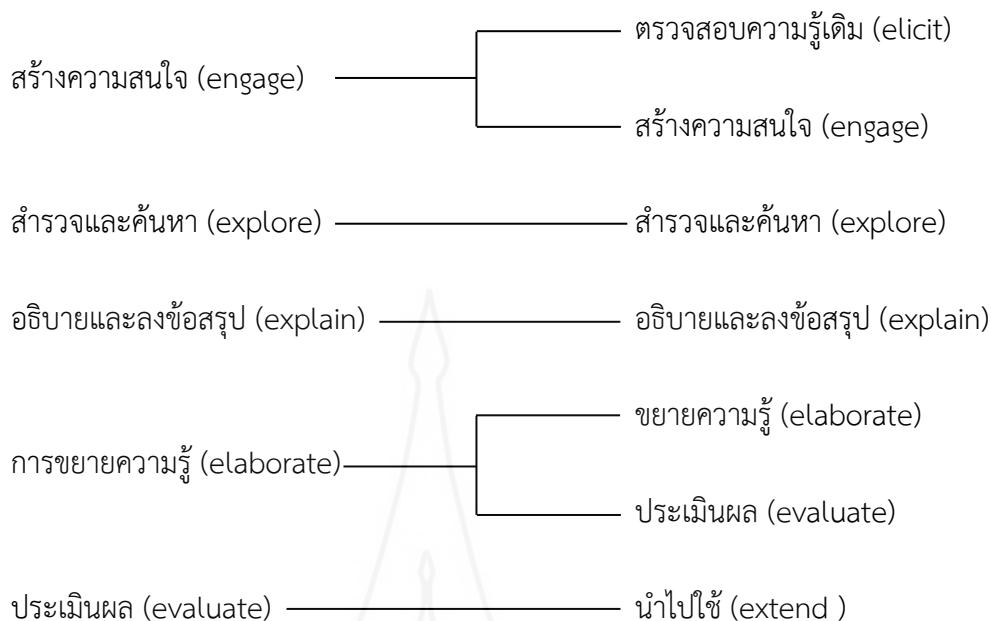 ตรวจสอบความรู้เดิม (elicit)
สร้างความสนใจ (engage)
สร้างความสนใจ (engage)
สำรวจและค้นหา (explore) สำรวจและค้นหา (explore)
อธิบายและลงข้อสรุป (explain) อธิบายและลงข้อสรุป (explain)
ขยายความรู้ (elaborate)
การขยายความรู้ (elaborate)
ประเมินผล (evaluate)
ประเมินผล (evaluate) นำไปใช้ (extend )